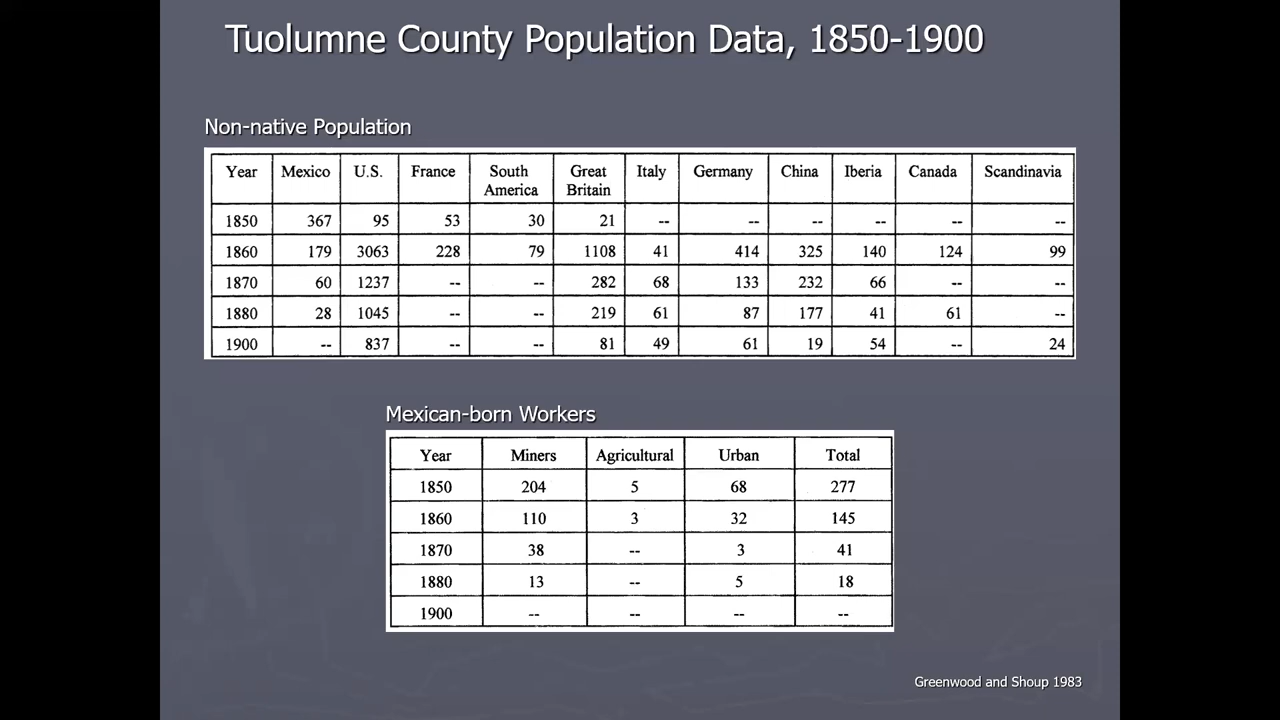 Tuolumne County Population Data, 1850-1900
Non-native Population
Year Mexico U.S. France South America Great Britain Italy Germany China Iberia Canada Scandinavia
1850 367 95 53 30 21 -- -- -- -- -- --
1860 179 3063 228 79 1108 41 414 325 140 124 99
1870 60 1237 -- -- 282 68 133 232 66 -- --
1880 28 1045 -- -- 219 61 87 177 41 61 --
1900 -- 837 -- -- 81 49 61 19 54 -- 24
Mexican-born Workers
Year Miners Agricultural Urban Total
1850 204 5 68 277
1860 110 3 32 145
1870 38 -- 3 41
1880 13 -- 5 18
1900 -- -- -- --
Greenwood and Shoup 1983